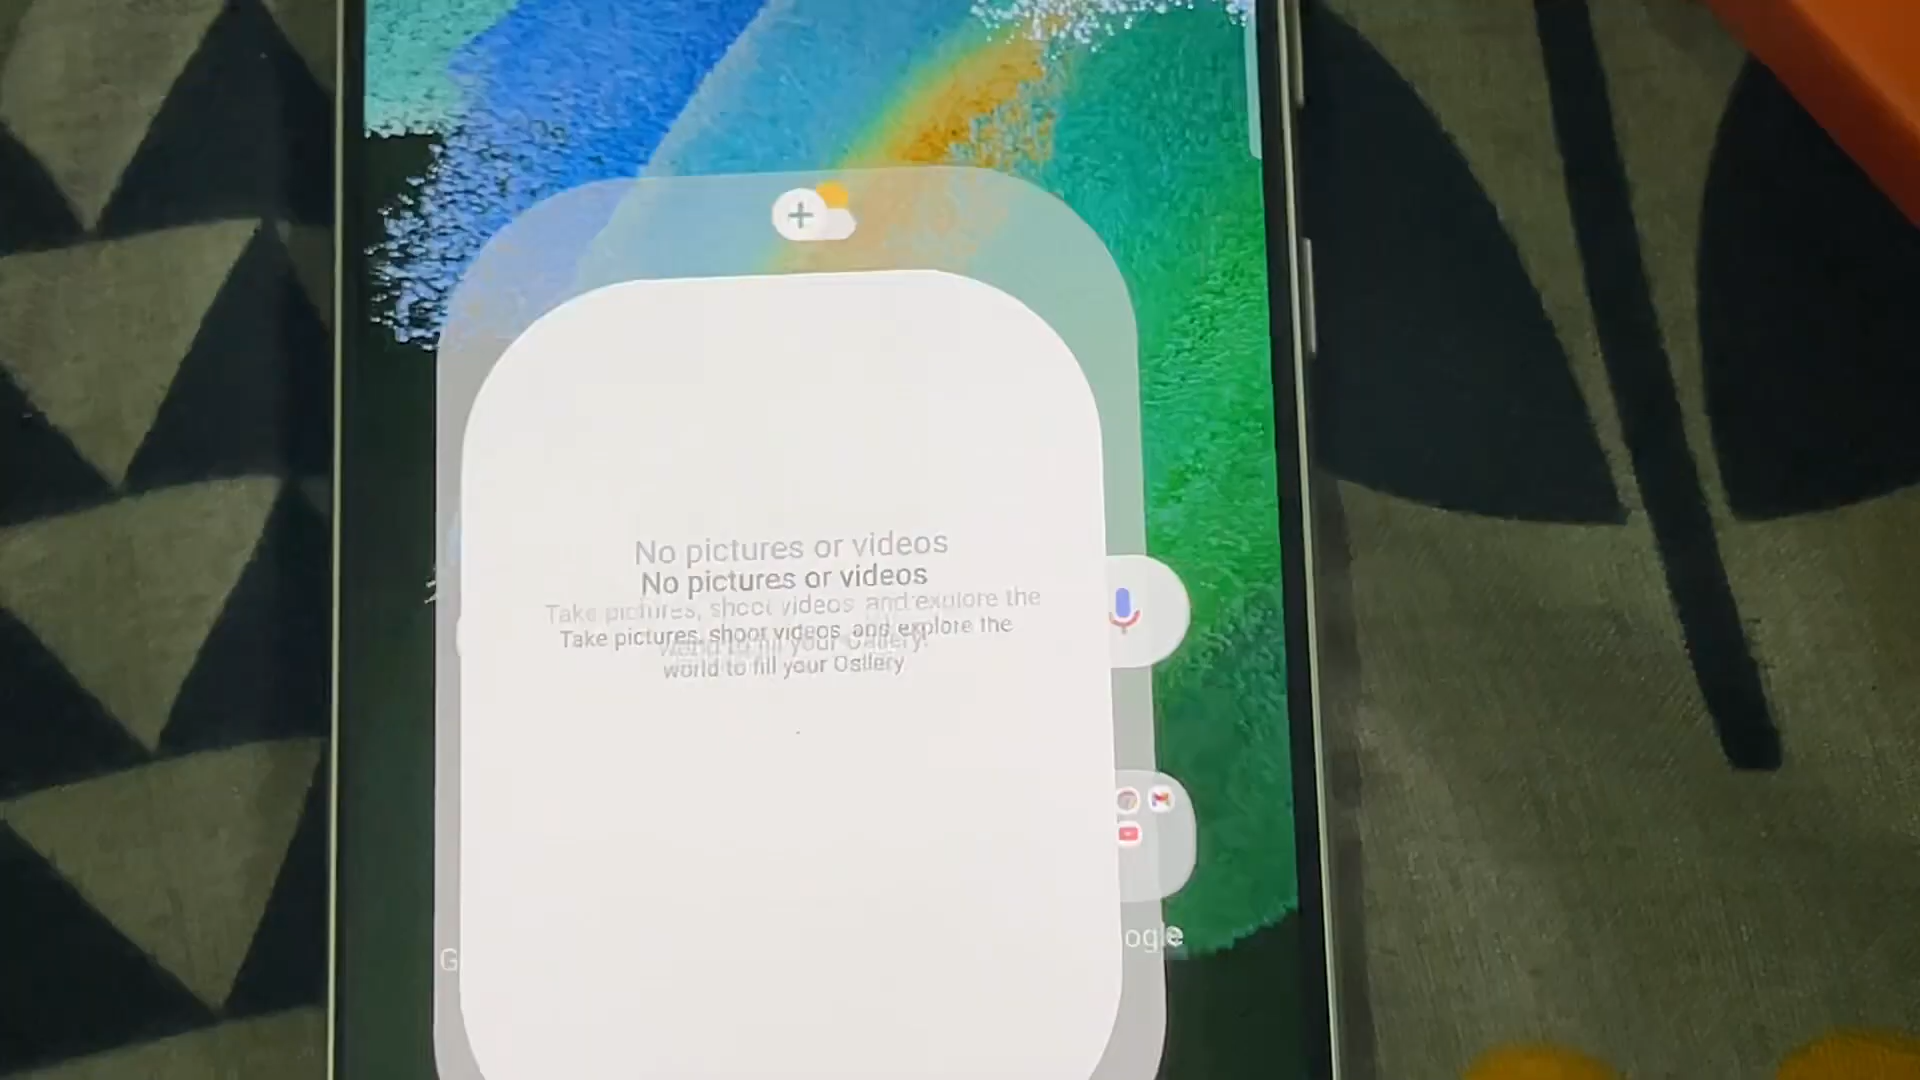 No pictures or videos
No pictures or videos
Take pictures, shoot videos, and explore the
Take pictures, shoot videos, and explore the
world to fill your Gallery.
world to fill your Gallery.
G
ogle